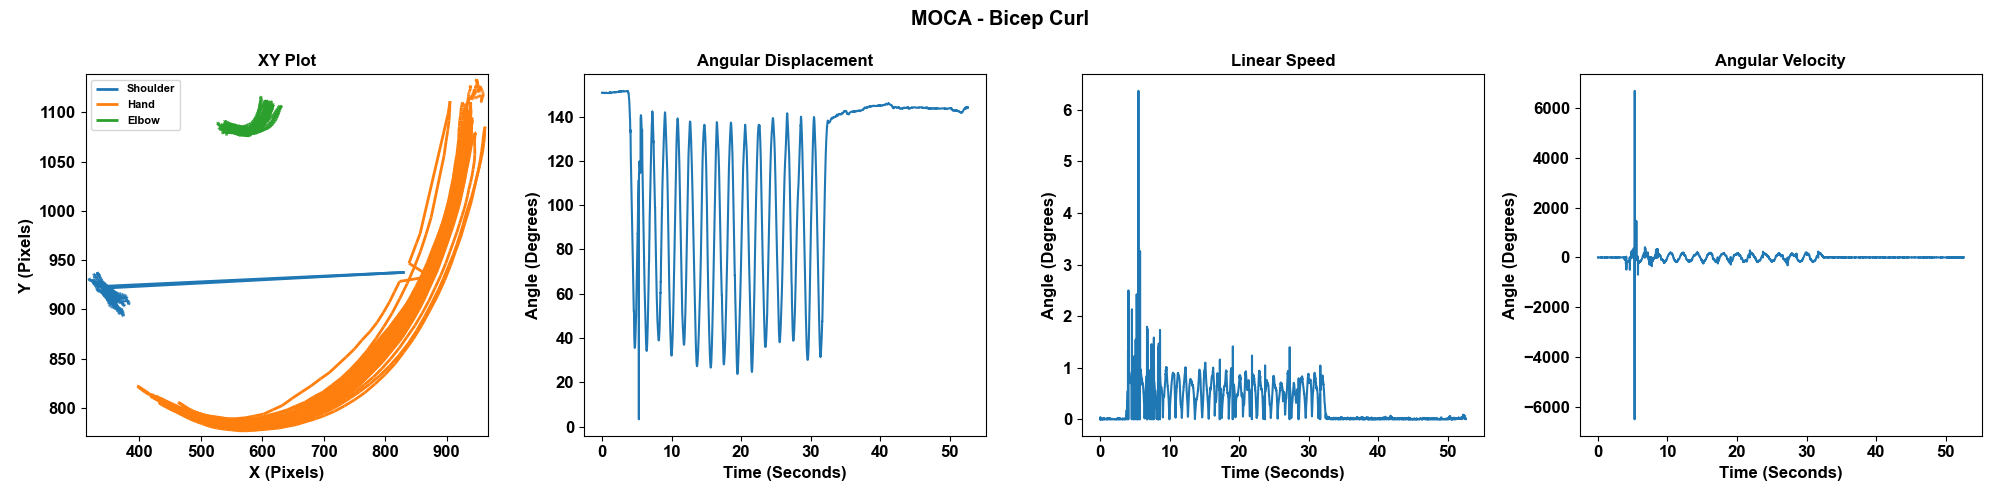 MOCA - Bicep Curl
XY Plot
Shoulder
Hand
Elbow
1100
1050
1000
950
900
850
800
Y (Pixels)
400 500 600 700 800 900
X (Pixels)
Angular Displacement
140
120
100
80
60
40
20
0
Angle (Degrees)
0 10 20 30 40 50
Time (Seconds)
Linear Speed
6
5
4
3
2
1
0
Angle (Degrees)
0 10 20 30 40 50
Time (Seconds)
Angular Velocity
6000
4000
2000
0
−2000
−4000
−6000
Angle (Degrees)
0 10 20 30 40 50
Time (Seconds)